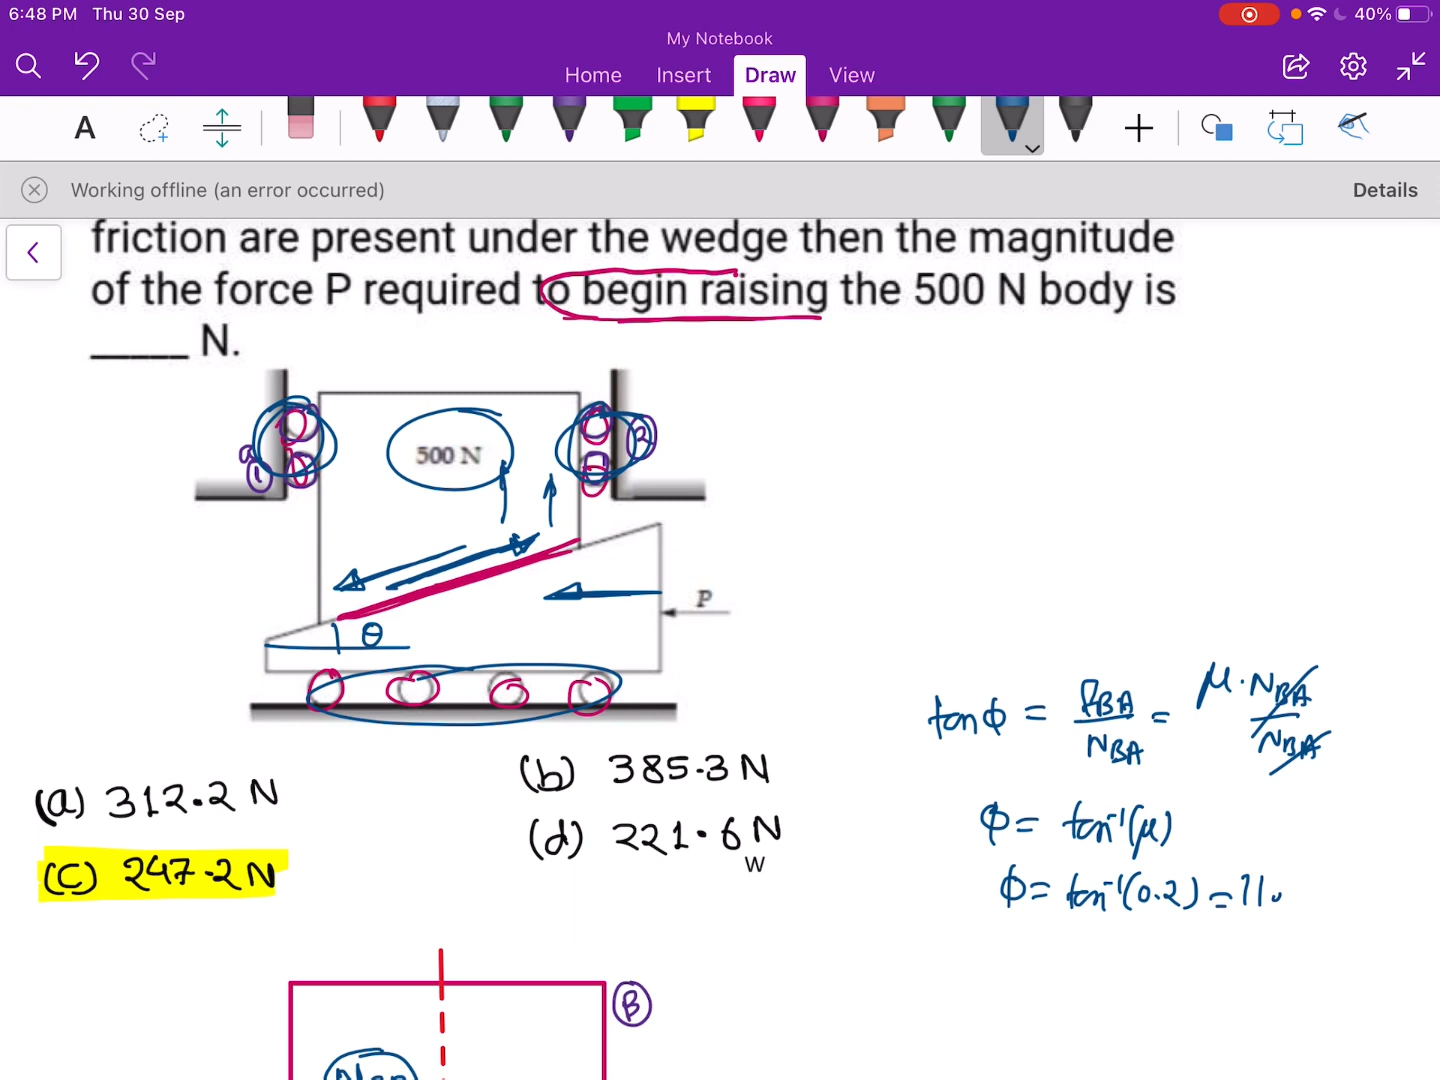 6:48 PM Thu 30 Sep
40%
My Notebook
Home Insert Draw View
A
Working offline (an error occurred)
Details
friction are present under the wedge then the magnitude
of the force P required to begin raising the 500 N body is
_____ N.
1
2
500 N
P
θ
(a) 312.2 N
(b) 385.3 N
(c) 247.2 N
(d) 221.6 N
W
tanϕ = fBA/NBA = μ·NBA/NBA
ϕ = tan⁻¹(μ)
ϕ = tan⁻¹(0.2) = 11.
B